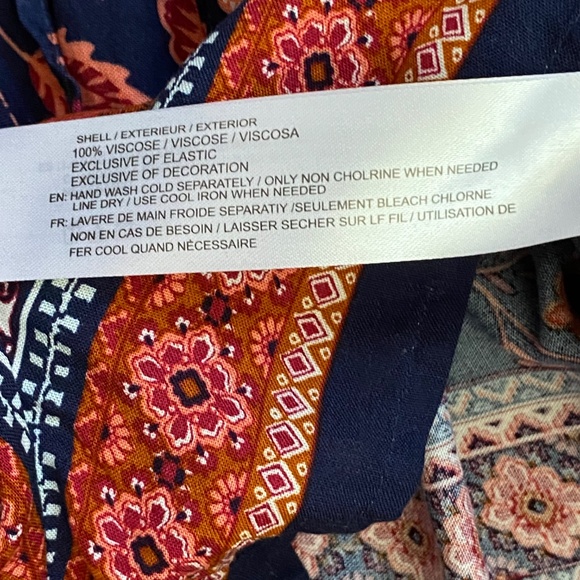 SHELL / EXTERIEUR / EXTERIOR
100% VISCOSE / VISCOSE / VISCOSA
EXCLUSIVE OF ELASTIC
EXCLUSIVE OF DECORATION
EN: HAND WASH COLD SEPARATELY / ONLY NON CHOLRINE WHEN NEEDED
LINE DRY / USE COOL IRON WHEN NEEDED
FR: LAVERE DE MAIN FROIDE SEPARATIY /SEULEMENT BLEACH CHLORNE
NON EN CAS DE BESOIN / LAISSER SECHER SUR LF FIL / UTILISATION DE
FER COOL QUAND NÉCESSAIRE